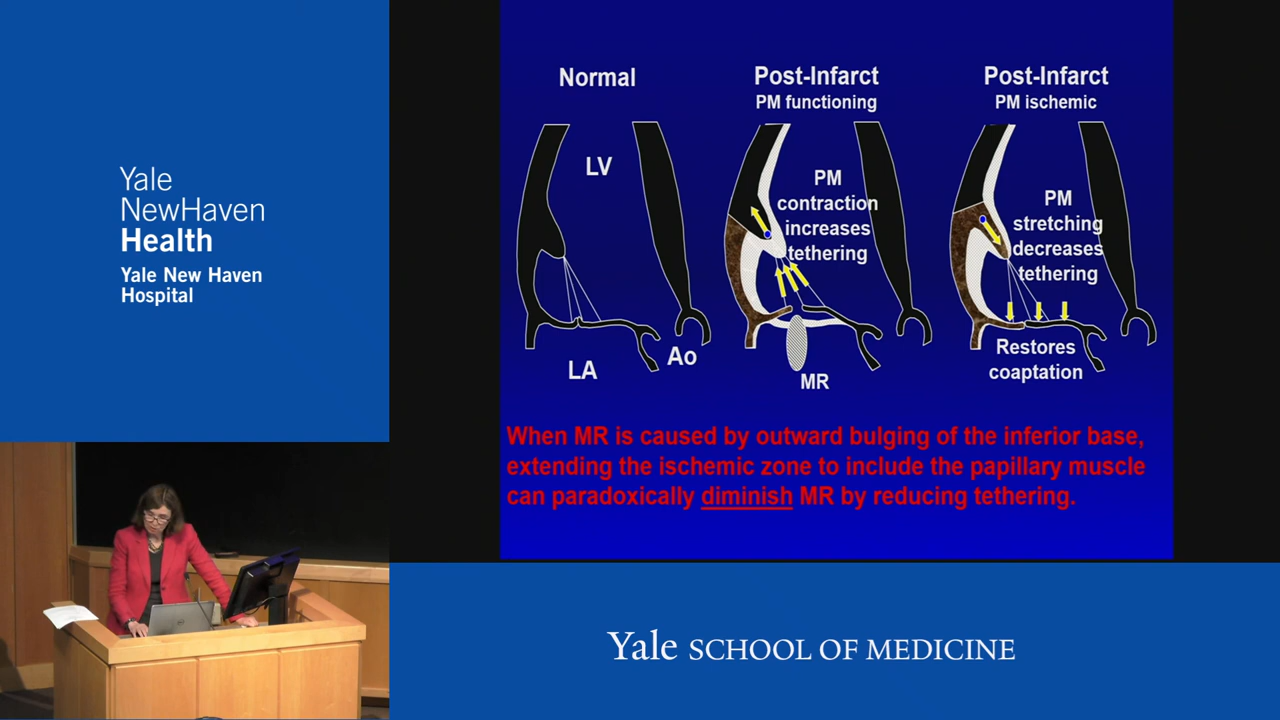 Yale
NewHaven
Health
Yale New Haven
Hospital
Normal
LV
LA
Ao
Post-Infarct
PM functioning
PM
contraction
increases
tethering
MR
Post-Infarct
PM ischemic
PM
stretching
decreases
tethering
Restores
coaptation
When MR is caused by outward bulging of the inferior base,
extending the ischemic zone to include the papillary muscle
can paradoxically diminish MR by reducing tethering.
Yale SCHOOL OF MEDICINE